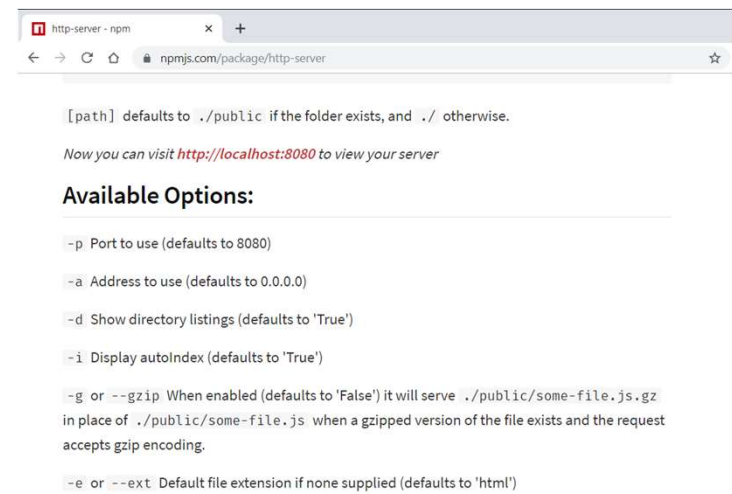 http-server - npm
npmjs.com/package/http-server
[path] defaults to ./public if the folder exists, and ./ otherwise.
Now you can visit http://localhost:8080 to view your server
Available Options:
-p Port to use (defaults to 8080)
-a Address to use (defaults to 0.0.0.0)
-d Show directory listings (defaults to 'True')
-i Display autoIndex (defaults to 'True')
-g or --gzip When enabled (defaults to 'False') it will serve ./public/some-file.js.gz
in place of ./public/some-file.js when a gzipped version of the file exists and the request
accepts gzip encoding.
-e or --ext Default file extension if none supplied (defaults to 'html')